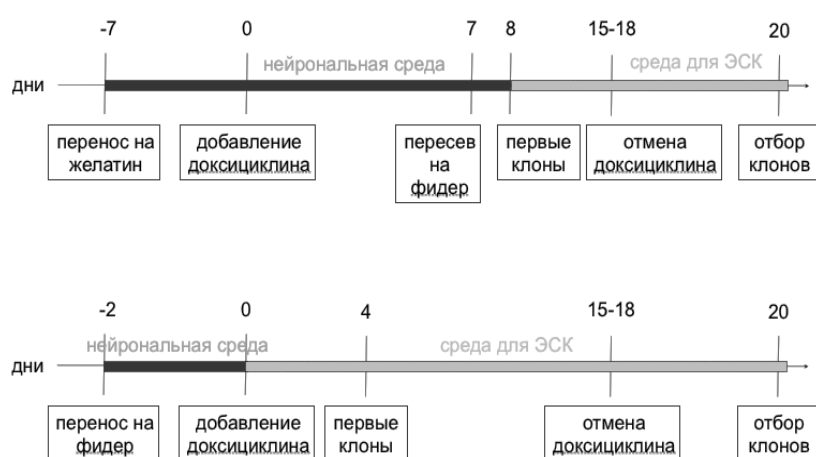 -7 0 7 8 15-18 20
нейрональная среда среда для ЭСК
дни
перенос на желатин
добавление доксициклина
пересев на фидер
первые клоны
отмена доксициклина
отбор клонов
-2 0 4 15-18 20
нейрональная среда среда для ЭСК
дни
перенос на фидер
добавление доксициклина
первые клоны
отмена доксициклина
отбор клонов